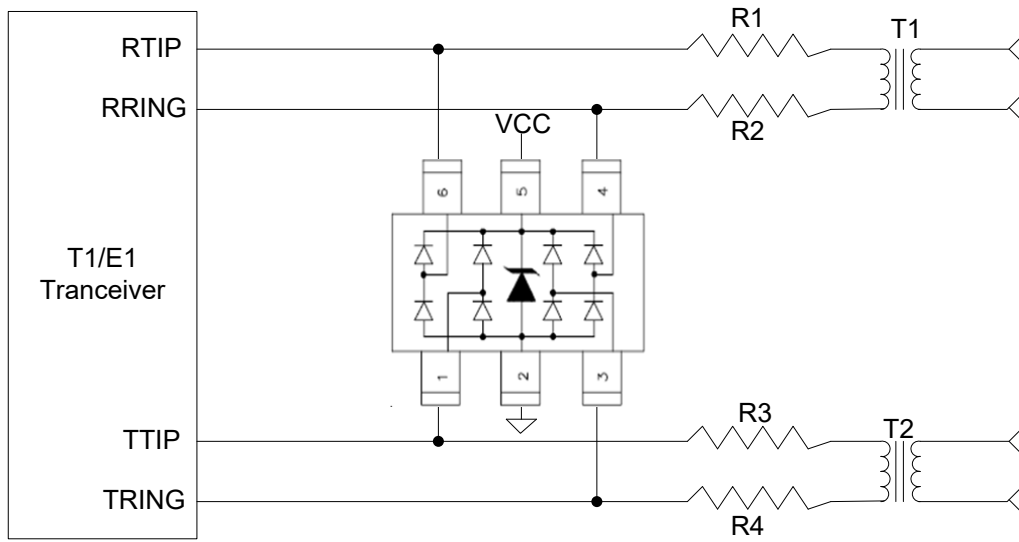 RTIP
R1
T1
RRING
R2
VCC
6
5
4
T1/E1
Tranceiver
1
2
3
TTIP
R3
T2
TRING
R4